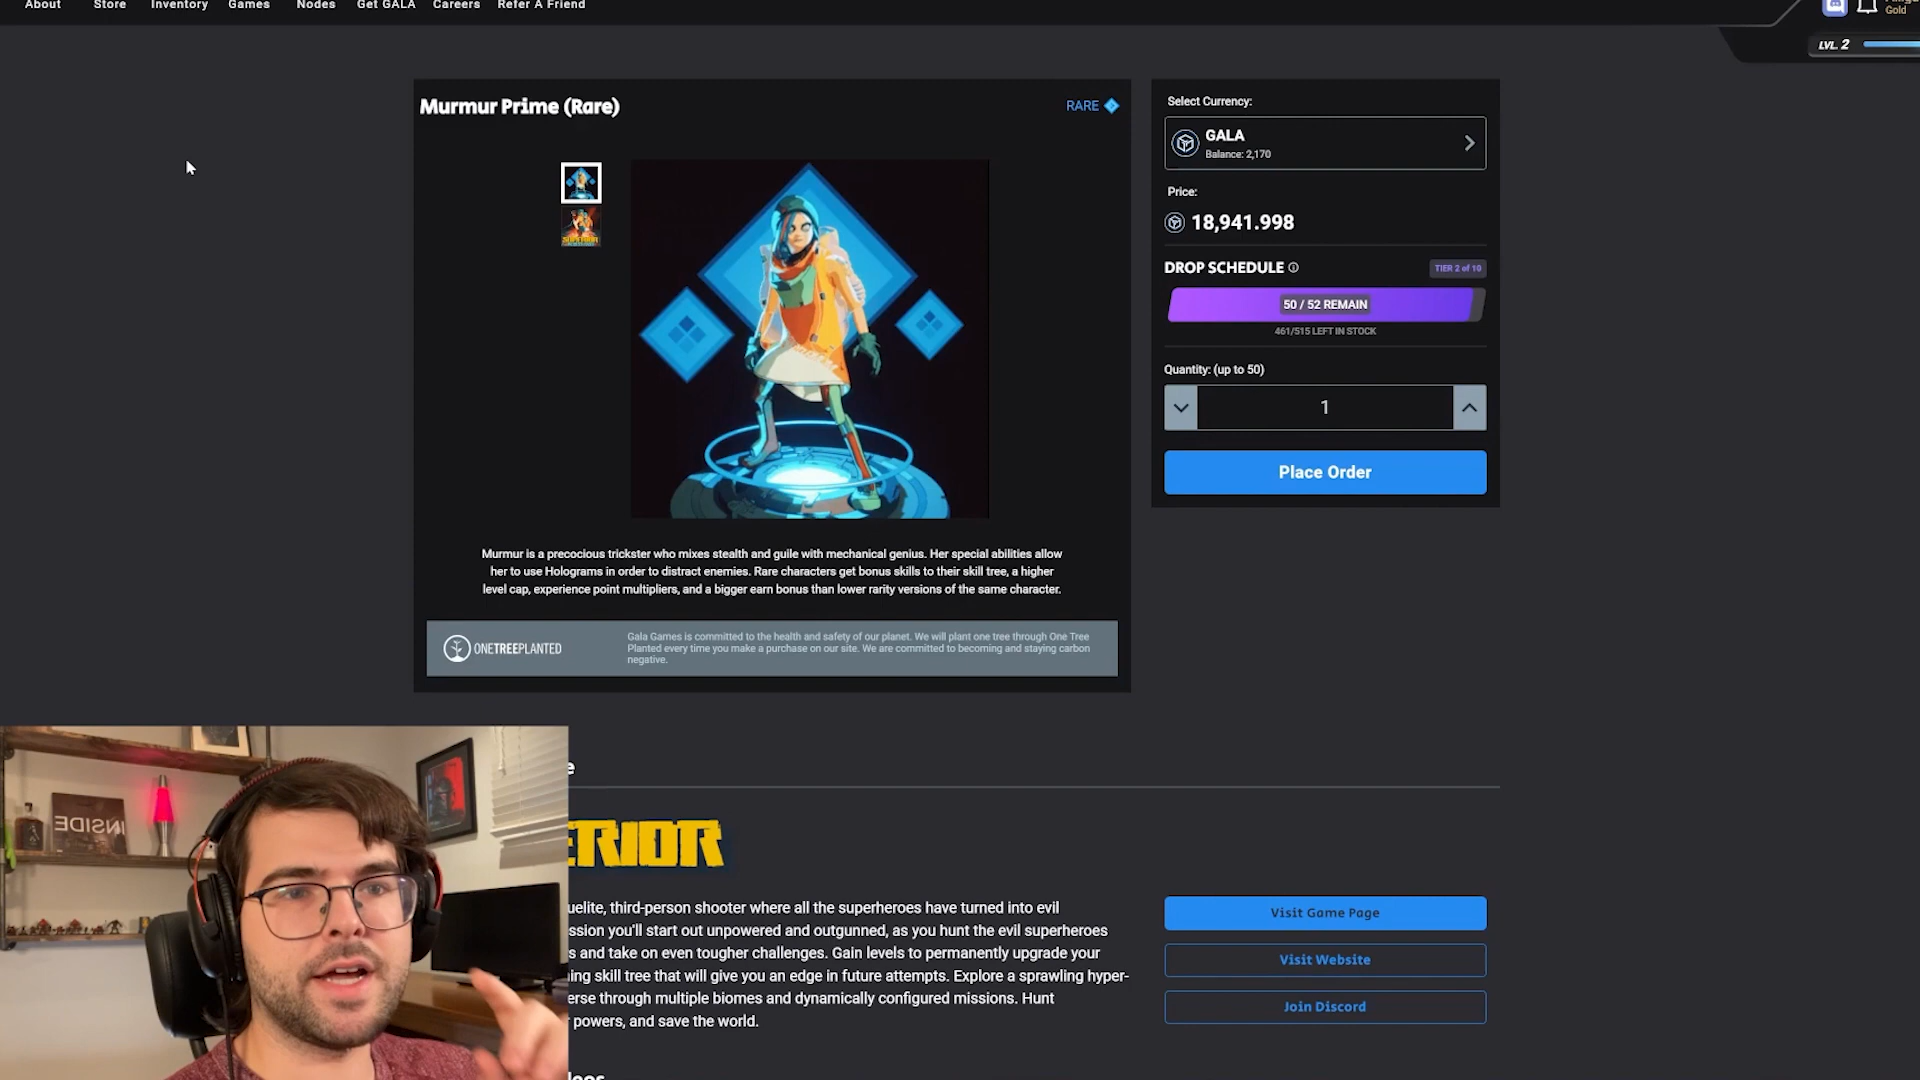 About Store Inventory Games Nodes Get GALA Careers Refer A Friend
Gold
LVL. 2
Murmur Prime (Rare)
RARE
Murmur is a precocious trickster who mixes stealth and guile with mechanical genius. Her special abilities allow
her to use Holograms in order to distract enemies. Rare characters get bonus skills to their skill tree, a higher
level cap, experience point multipliers, and a bigger earn bonus than lower rarity versions of the same character.
ONETREEPLANTED
Gala Games is committed to the health and safety of our planet. We will plant one tree through One Tree
Planted every time you make a purchase on our site. We are committed to becoming and staying carbon
negative.
Select Currency:
GALA
Balance: 2,170
Price:
18,941.998
DROP SCHEDULE
TIER 2 of 10
50 / 52 REMAIN
461/515 LEFT IN STOCK
Quantity: (up to 50)
1
Place Order
e
ERIOR
uelite, third-person shooter where all the superheroes have turned into evil
ssion you'll start out unpowered and outgunned, as you hunt the evil superheroes
s and take on even tougher challenges. Gain levels to permanently upgrade your
ing skill tree that will give you an edge in future attempts. Explore a sprawling hyper-
erse through multiple biomes and dynamically configured missions. Hunt
powers, and save the world.
Visit Game Page
Visit Website
Join Discord
INSIDE